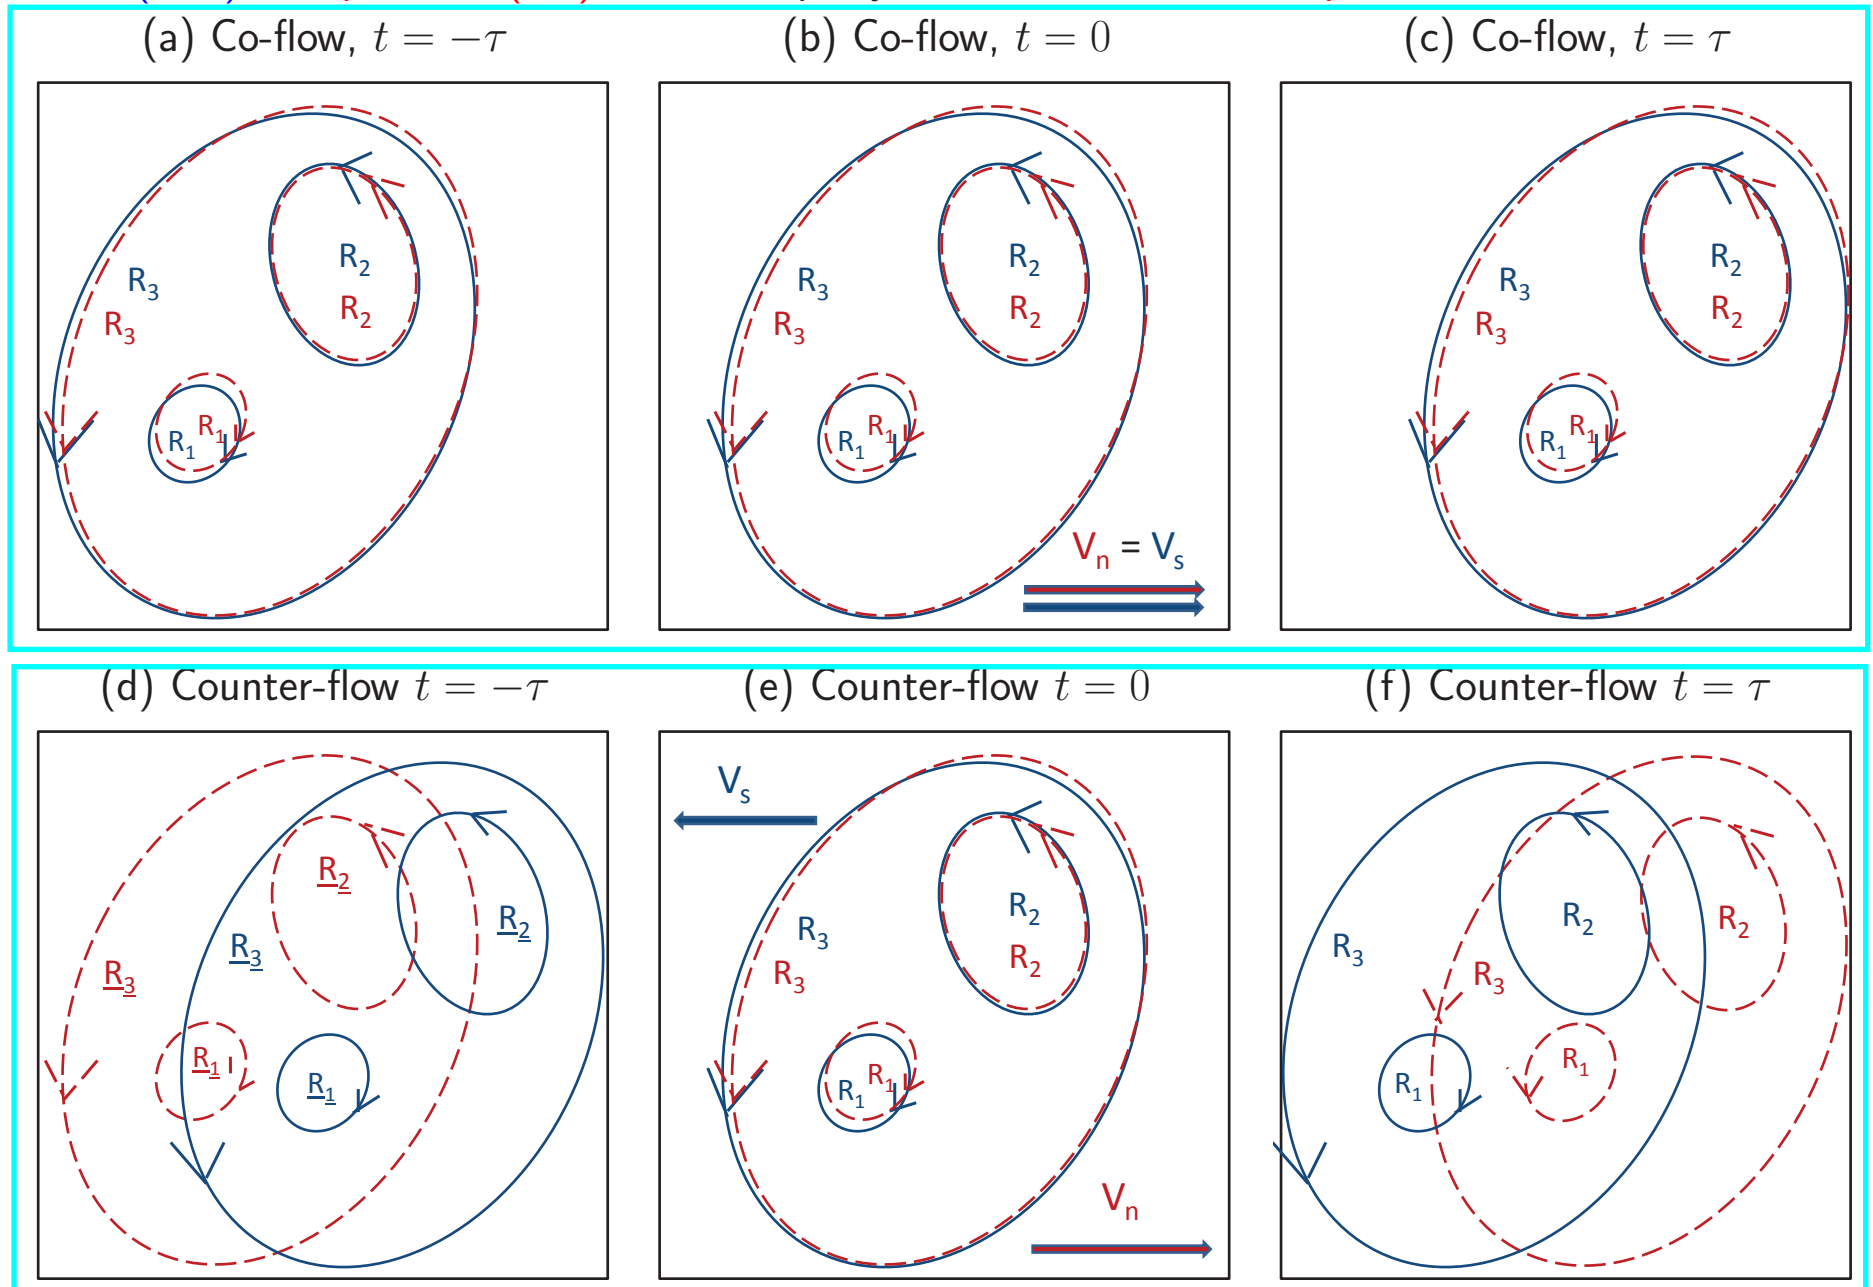 (a) Co-flow, t = −τ
(b) Co-flow, t = 0
(c) Co-flow, t = τ
R2
R3
R2
R3
R1
R1
R2
R3
R2
R3
R1
R1
Vn = Vs
R2
R3
R2
R3
R1
R1
(d) Counter-flow t = −τ
(e) Counter-flow t = 0
(f) Counter-flow t = τ
R2
R2
R3
R3
R1
R1
Vs
R2
R3
R2
R3
R1
R1
Vn
R2
R2
R3
R3
R1
R1